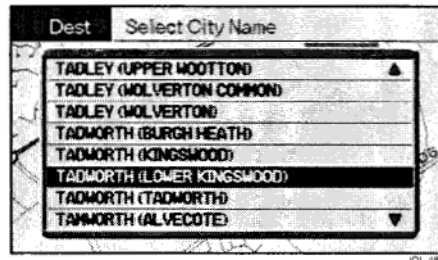 Dest Select City Name
TADLEY (UPPER WOOTTON)
TADLEY (WOLVERTON COMMON)
TADLEY (WOLVERTON)
TADWORTH (BURGH HEATH)
TADWORTH (KINGSWOOD)
TADWORTH (LOWER KINGSWOOD)
TADWORTH (TADWORTH)
TAMWORTH (ALVECOTE)